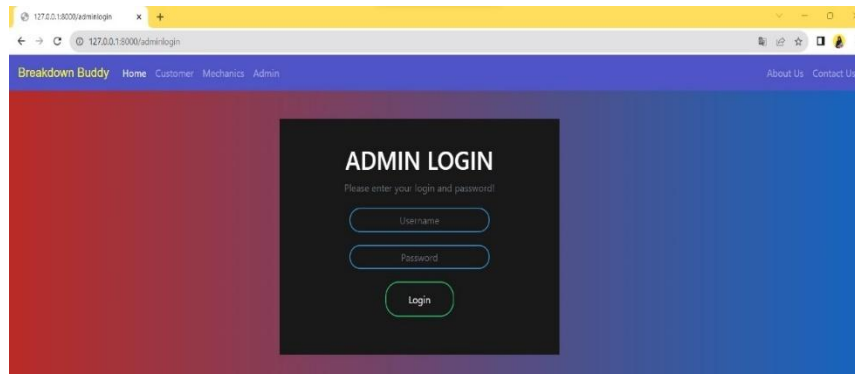 127.0.0.1:8000/adminlogin
127.0.0.1:8000/adminlogin
Breakdown Buddy Home Customer Mechanics Admin About Us Contact Us
ADMIN LOGIN
Please enter your login and password!
Username
Password
Login